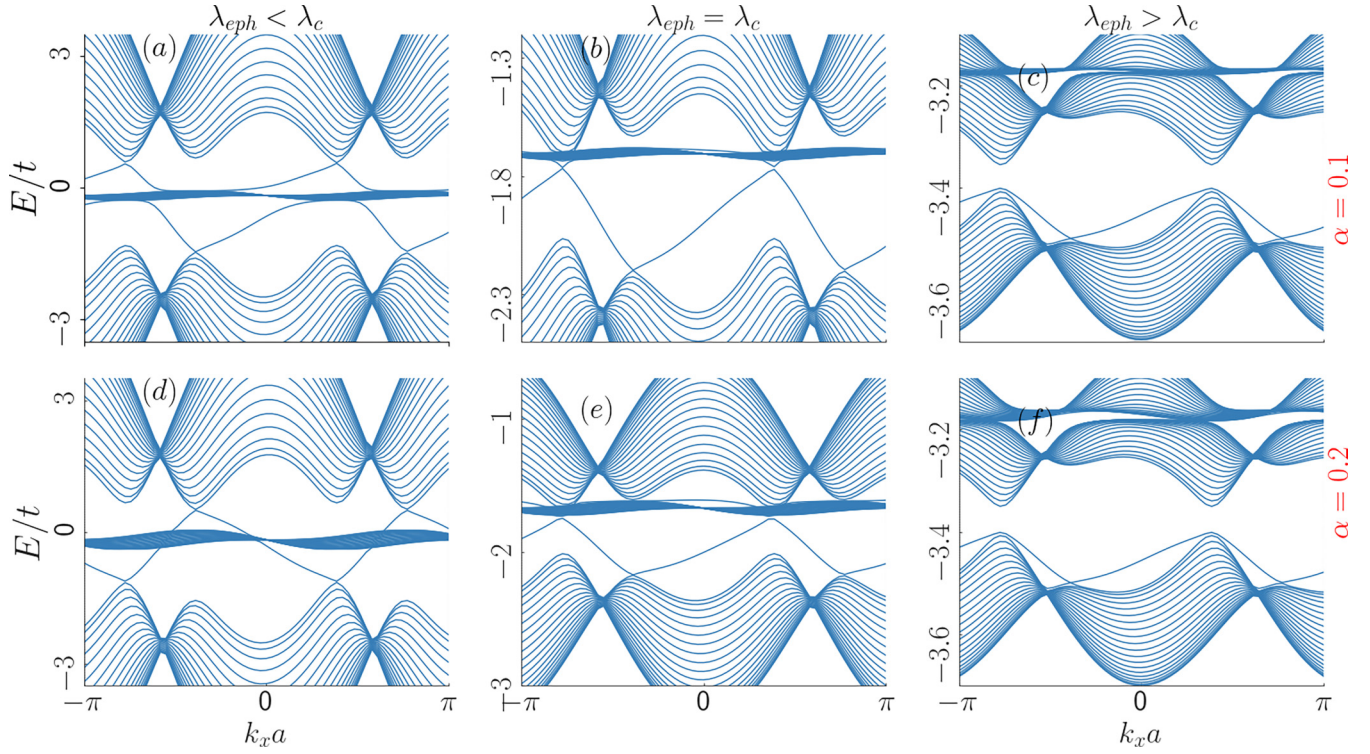 λ_eph < λ_c
λ_eph = λ_c
λ_eph > λ_c
(a)
(b)
(c)
E/t
3
0
−3
−1.3
−1.8
−2.3
−3.2
−3.4
−3.6
α = 0.1
(d)
(e)
(f)
E/t
3
0
−3
−1
−2
−3
−3.2
−3.4
−3.6
α = 0.2
−π
0
π
−π
0
π
−π
0
π
k_x a
k_x a
k_x a